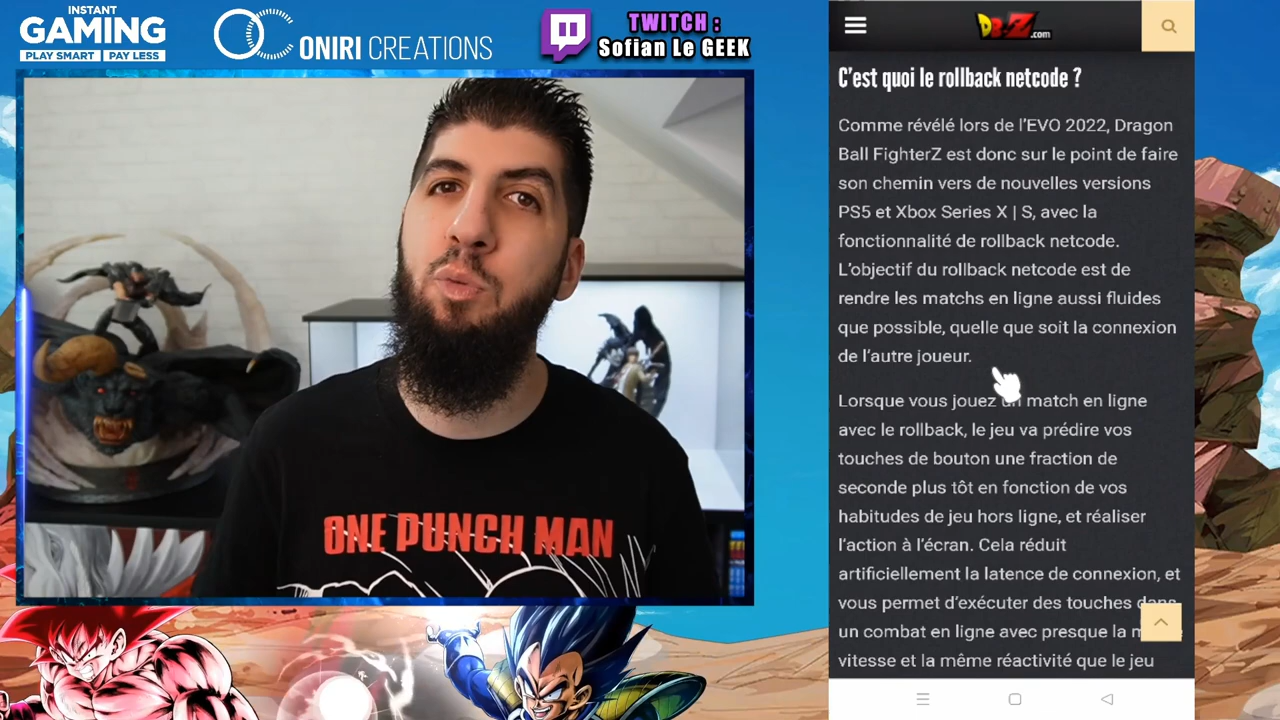 INSTANT
GAMING
PLAY SMART PAY LESS
ONIRI CREATIONS
TWITCH :
Sofian Le GEEK
ONE PUNCH MAN
DB-Z.com
C'est quoi le rollback netcode ?
Comme révélé lors de l'EVO 2022, Dragon
Ball FighterZ est donc sur le point de faire
son chemin vers de nouvelles versions
PS5 et Xbox Series X | S, avec la
fonctionnalité de rollback netcode.
L'objectif du rollback netcode est de
rendre les matchs en ligne aussi fluides
que possible, quelle que soit la connexion
de l'autre joueur.
Lorsque vous jouez un match en ligne
avec le rollback, le jeu va prédire vos
touches de bouton une fraction de
seconde plus tôt en fonction de vos
habitudes de jeu hors ligne, et réaliser
l'action à l'écran. Cela réduit
artificiellement la latence de connexion, et
vous permet d'exécuter des touches dans
un combat en ligne avec presque la
vitesse et la même réactivité que le jeu